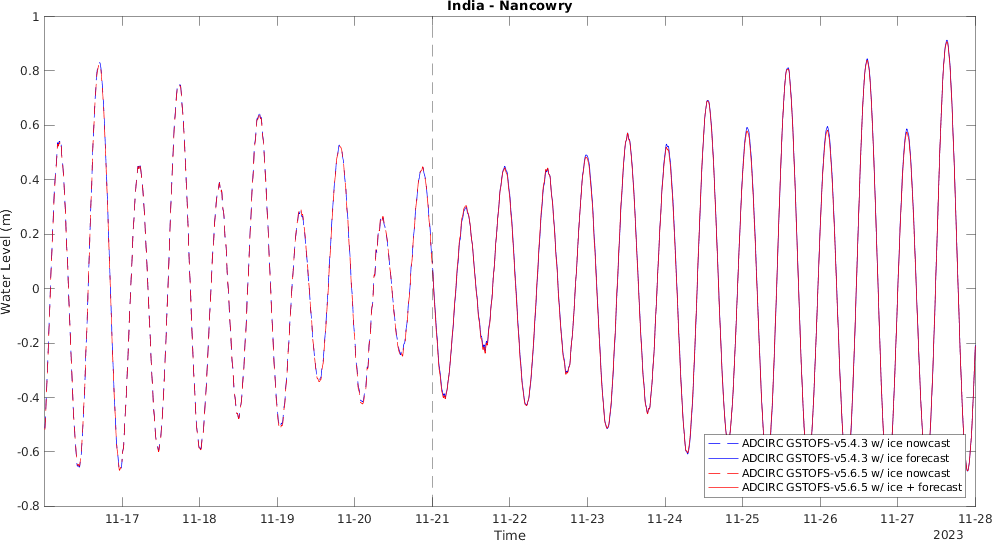 India - Nancowry
1
0.8
0.6
0.4
0.2
0
-0.2
-0.4
-0.6
-0.8
Water Level (m)
ADCIRC GSTOFS-v5.4.3 w/ ice nowcast
ADCIRC GSTOFS-v5.4.3 w/ ice forecast
ADCIRC GSTOFS-v5.6.5 w/ ice nowcast
ADCIRC GSTOFS-v5.6.5 w/ ice + forecast
11-17 11-18 11-19 11-20 11-21 11-22 11-23 11-24 11-25 11-26 11-27 11-28
Time
2023